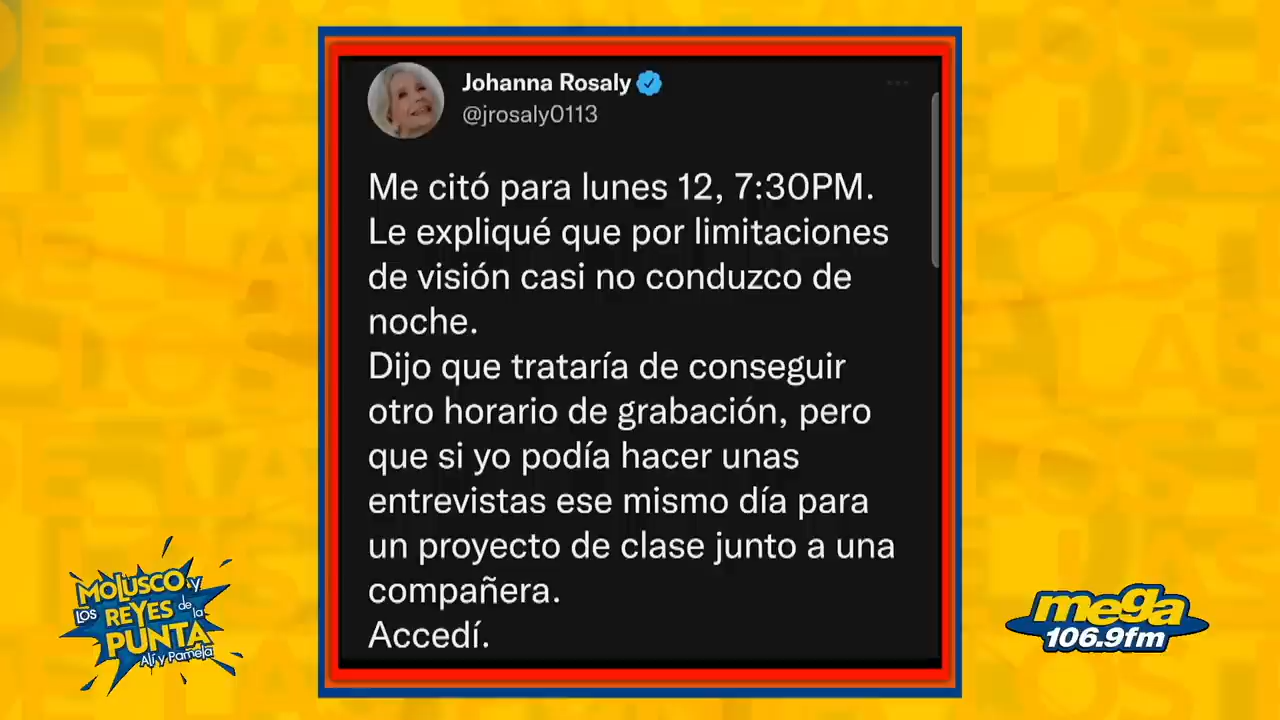 Johanna Rosaly
@jrosaly0113
Me citó para lunes 12, 7:30PM.
Le expliqué que por limitaciones
de visión casi no conduzco de
noche.
Dijo que trataría de conseguir
otro horario de grabación, pero
que si yo podía hacer unas
entrevistas ese mismo día para
un proyecto de clase junto a una
compañera.
Accedí.
MOLUSCO y
LOS REYES de la
PUNTA
Alí y Pamela
mega
106.9fm